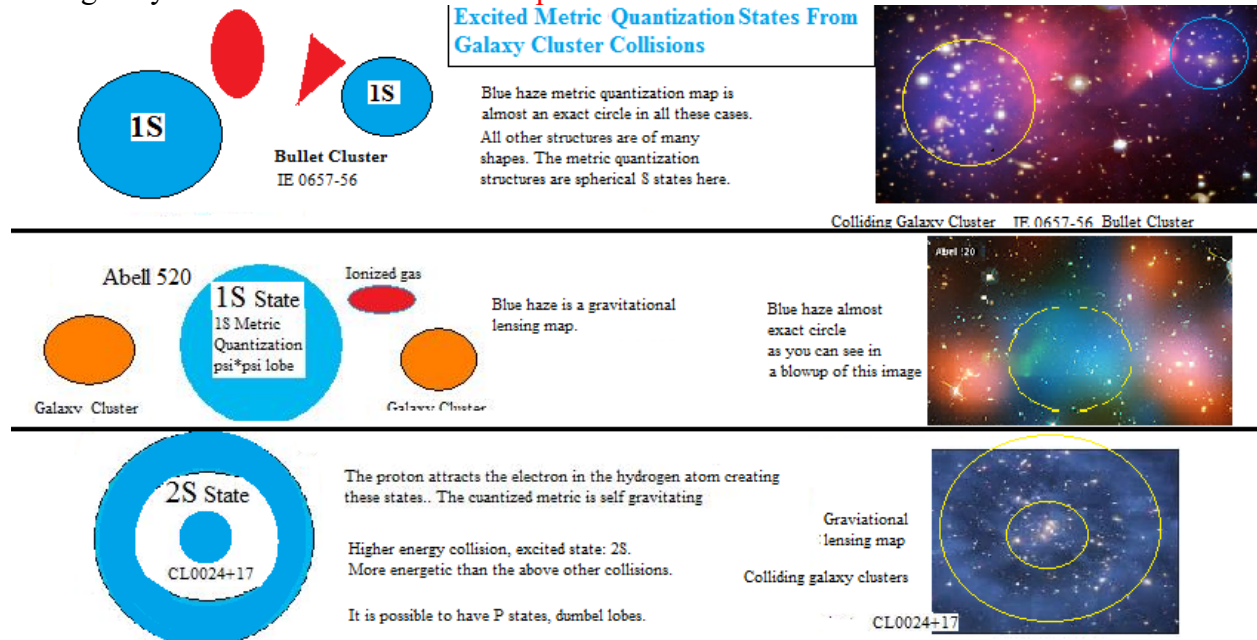 Excited Metric Quantization States From
Galaxy Cluster Collisions
1S
1S
Bullet Cluster
IE 0657-56
Blue haze metric quantization map is
almost an exact circle in all these cases.
All other structures are of many
shapes. The metric quantization
structures are spherical S states here.
Colliding Galaxy Cluster IE 0657-56 Bullet Cluster
Abell 520
1S State
1S Metric
Quantization
psi*psi lobe
Ionized gas
Galaxy Cluster
Galaxy Cluster
Blue haze is a gravitational
lensing map.
Blue haze almost
exact circle
as you can see in
a blowup of this image
Abell 520
2S State
CL0024+17
The proton attracts the electron in the hydrogen atom creating
these states.. The cuantized metric is self gravitating
Higher energy collision, excited state: 2S.
More energetic than the above other collisions.
It is possible to have P states, dumbel lobes.
Graviational
lensing map
Colliding galaxy clusters
CL0024+17